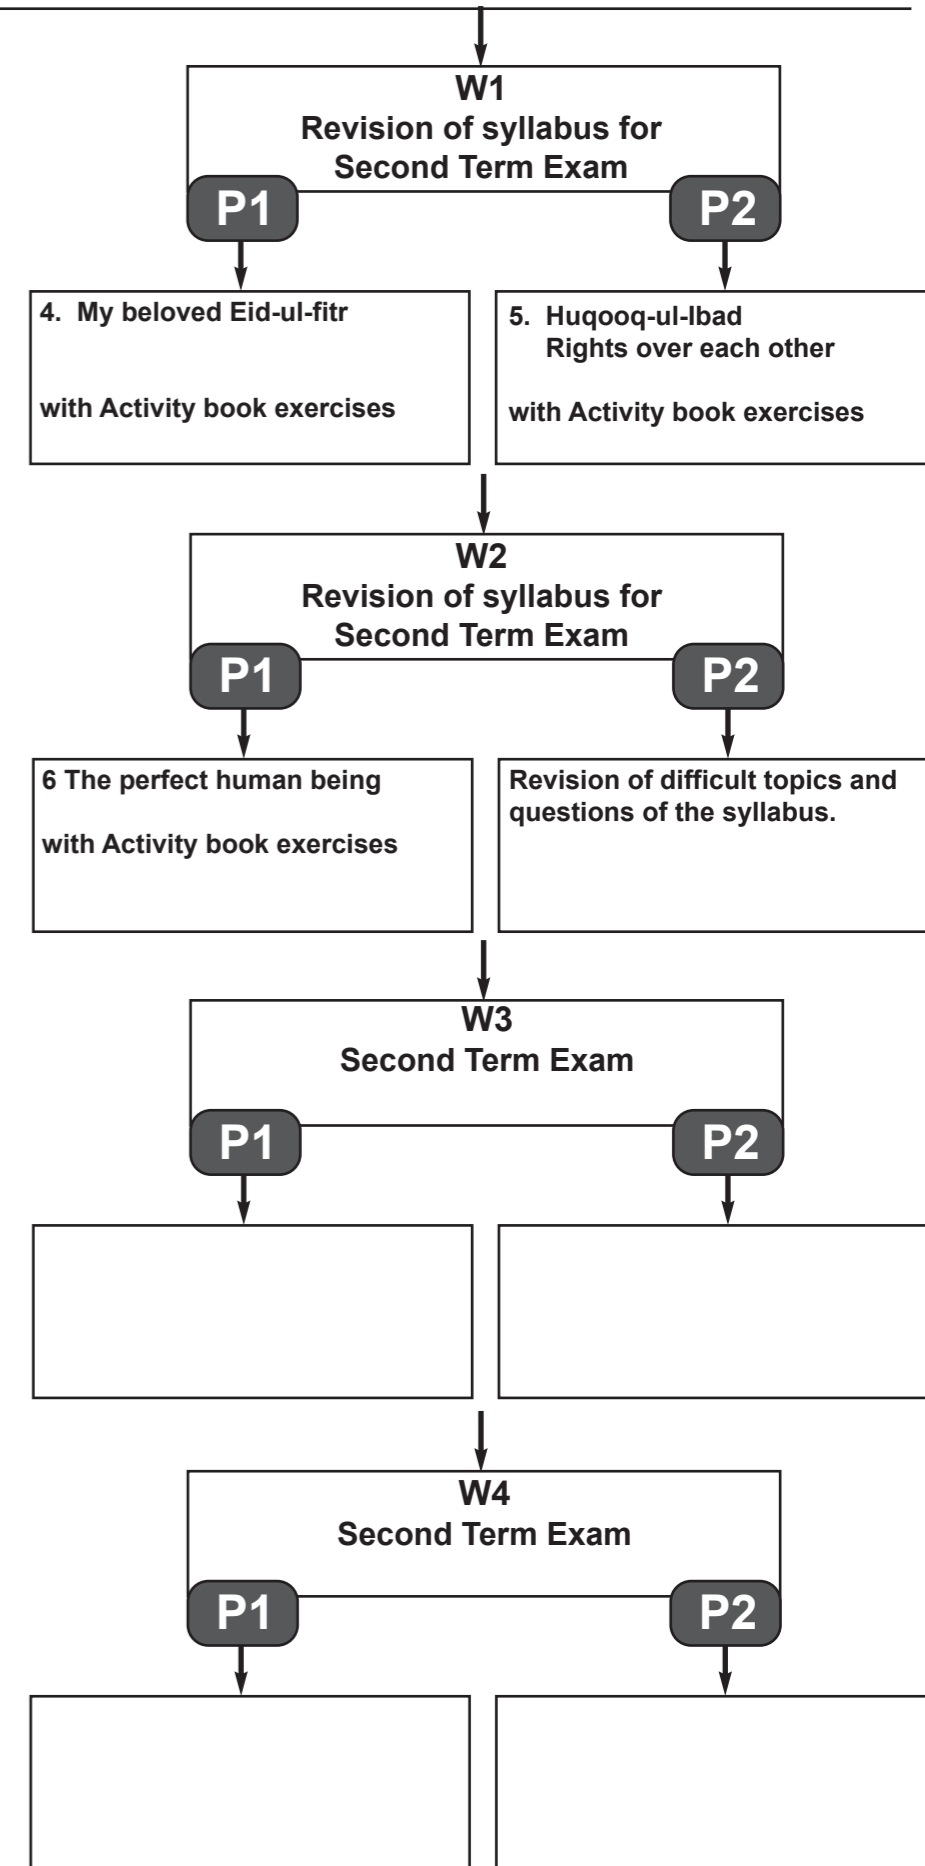 W1
Revision of syllabus for
Second Term Exam
P1
P2
4. My beloved Eid-ul-fitr
with Activity book exercises
5. Huqooq-ul-Ibad
Rights over each other
with Activity book exercises
W2
Revision of syllabus for
Second Term Exam
P1
P2
6 The perfect human being
with Activity book exercises
Revision of difficult topics and
questions of the syllabus.
W3
Second Term Exam
P1
P2
W4
Second Term Exam
P1
P2